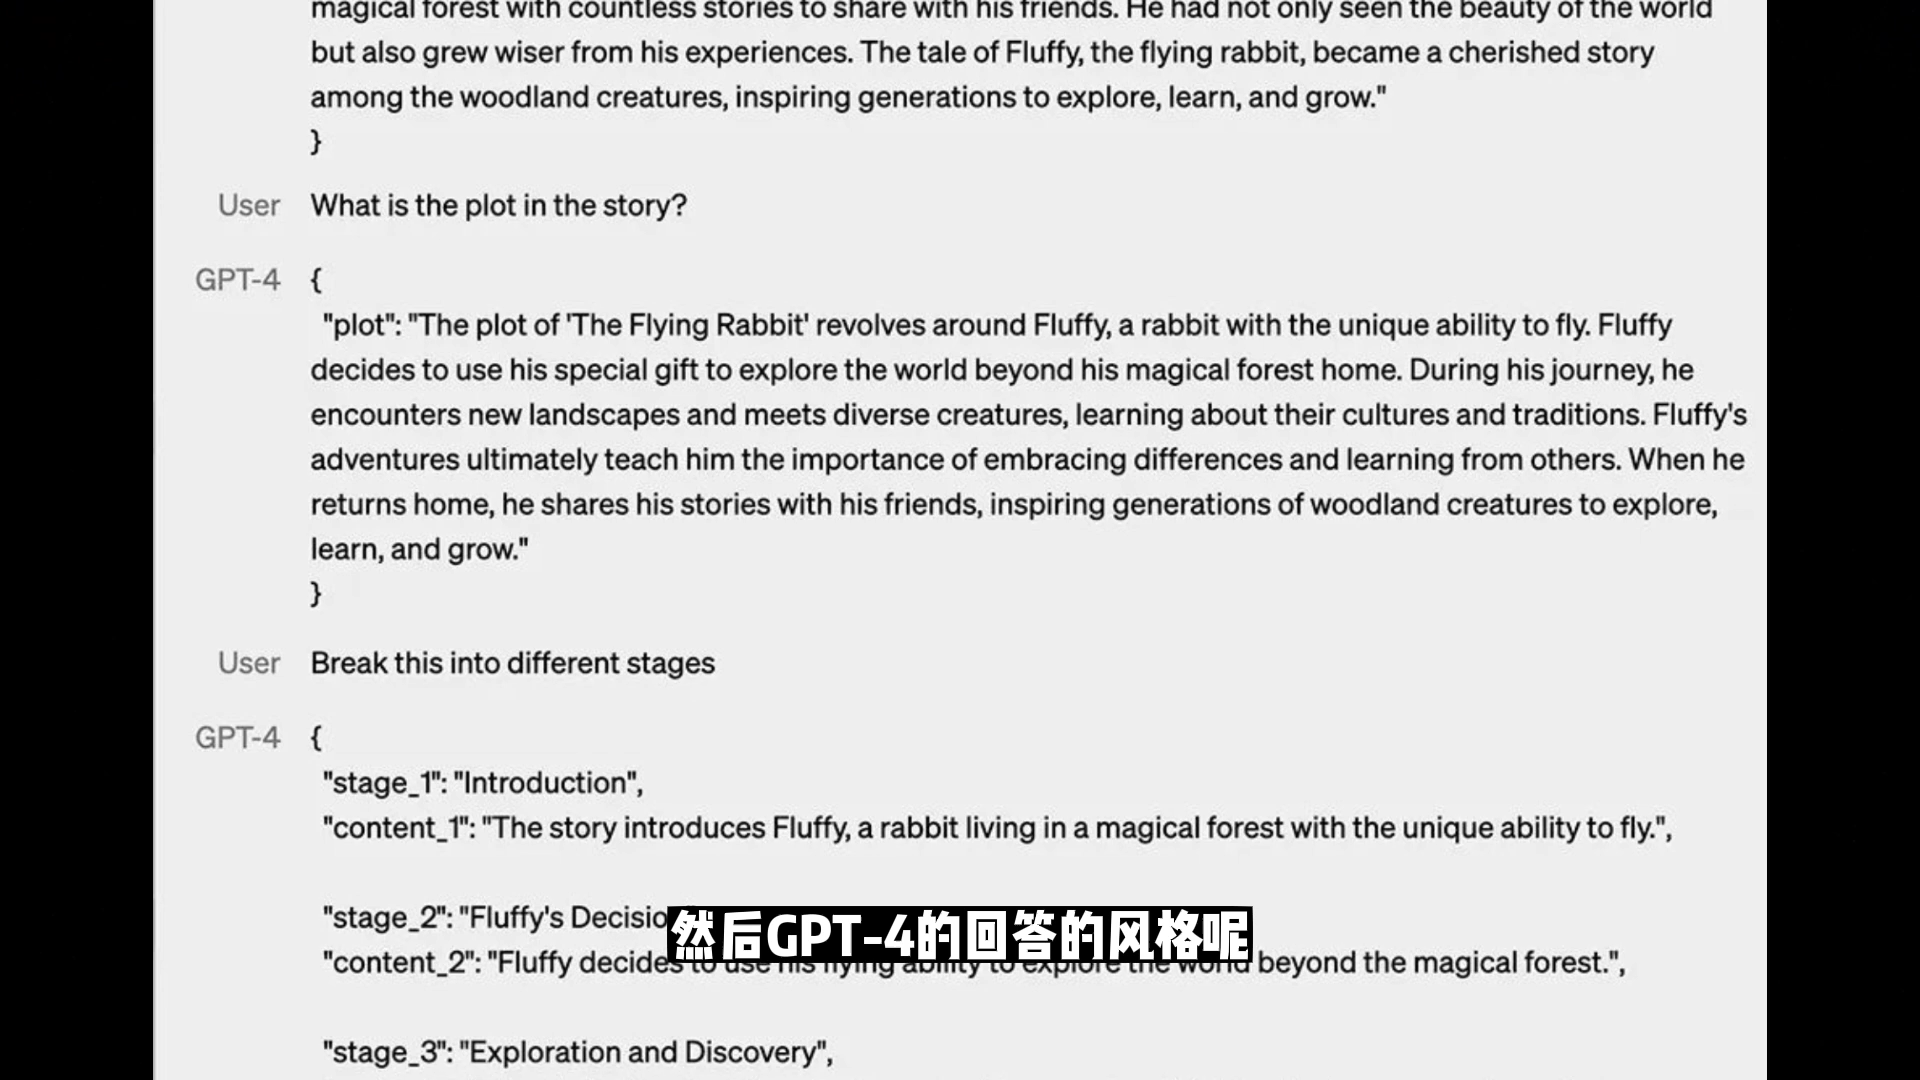 magical forest with countless stories to share with his friends. He had not only seen the beauty of the world
but also grew wiser from his experiences. The tale of Fluffy, the flying rabbit, became a cherished story
among the woodland creatures, inspiring generations to explore, learn, and grow."
}
User What is the plot in the story?
GPT-4 {
"plot": "The plot of 'The Flying Rabbit' revolves around Fluffy, a rabbit with the unique ability to fly. Fluffy
decides to use his special gift to explore the world beyond his magical forest home. During his journey, he
encounters new landscapes and meets diverse creatures, learning about their cultures and traditions. Fluffy's
adventures ultimately teach him the importance of embracing differences and learning from others. When he
returns home, he shares his stories with his friends, inspiring generations of woodland creatures to explore,
learn, and grow."
}
User Break this into different stages
GPT-4 {
"stage_1": "Introduction",
"content_1": "The story introduces Fluffy, a rabbit living in a magical forest with the unique ability to fly.",
"stage_2": "Fluffy's Decisio
然后GPT-4的回答的风格呢
"content_2": "Fluffy decides to use his flying ability to explore the world beyond the magical forest.",
"stage_3": "Exploration and Discovery",